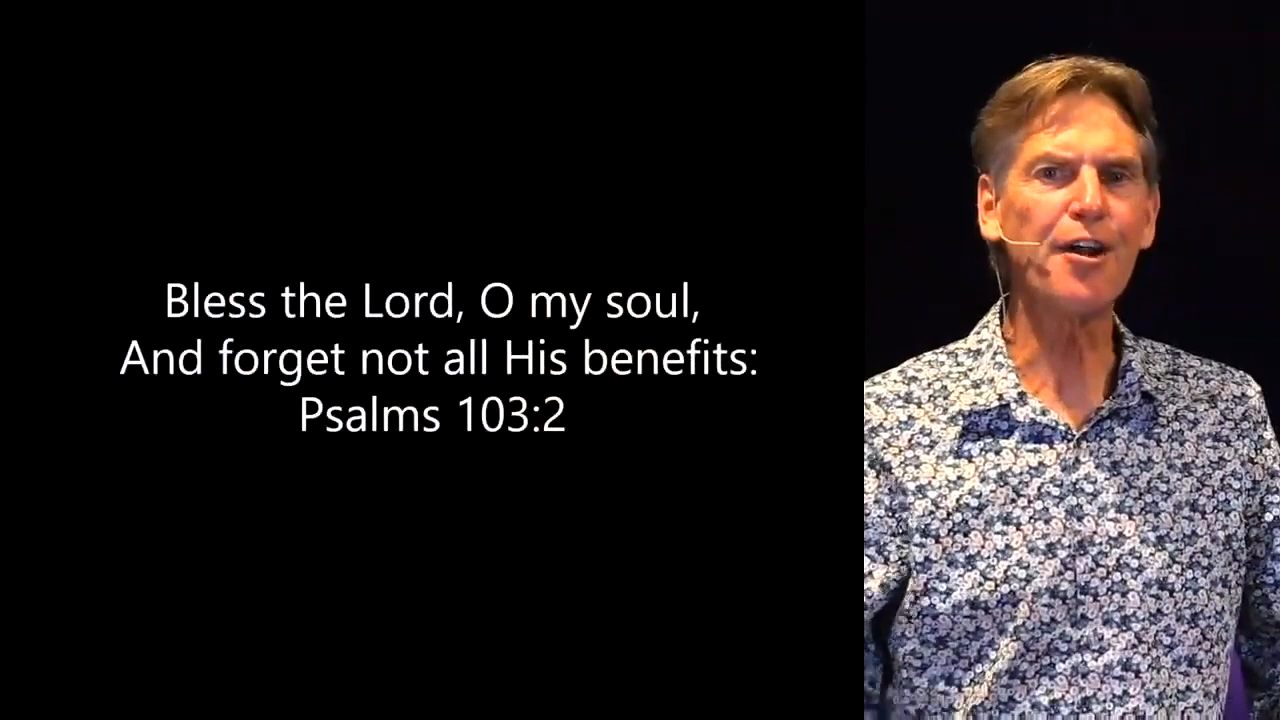 Bless the Lord, O my soul,
And forget not all His benefits:
Psalms 103:2